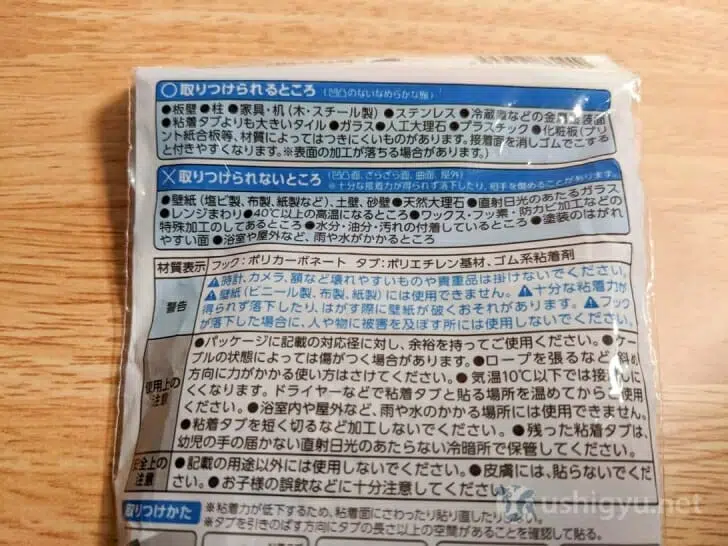 ○取りつけられるところ (凹凸のないなめらかな面)
●板壁 ●柱 ●家具・机 (木・スチール製) ●ステンレス ●冷蔵庫などの金属塗装面
●粘着タブよりも大きいタイル ●ガラス ●人工大理石 ●プラスチック ●化粧板 (プリ
ント紙合板等、材質によってはつきにくいものがあります。接着面を消しゴムでこする
と付きやすくなります。※表面の加工が落ちる場合があります。)
×取りつけられないところ (凹凸面、ざらざら面、曲面、屋外)
※十分な接着力が得られず落下したり、相手を傷めることがあります。
●壁紙 (塩ビ製、布製、紙製など)、土壁、砂壁 ●天然大理石 ●直射日光のあたるガラス
●レンジまわり ●40℃以上の高温になるところ ●ワックス・フッ素・防カビ加工などの
特殊加工のしてあるところ ●水分・油分・汚れの付着しているところ ●塗装のはがれ
やすい面 ●浴室や屋外など、雨や水がかかるところ
材質表示 フック:ポリカーボネート タブ:ポリエチレン基材、ゴム系粘着剤
警告
⚠時計、カメラ、額など壊れやすいものや貴重品は掛けないでください。
⚠壁紙 (ビニール製、布製、紙製) には使用できません。⚠十分な粘着力が
得られず落下したり、はがす際に壁紙が破くおそれがあります。⚠フック
が落下した場合に、人や物に被害を及ぼす所には使用しないでください。
使用上の
注意
●パッケージに記載の対応径に対し、余裕を持ってご使用ください。●ケー
ブルの状態によっては傷がつく場合があります。●ロープを張るなど、斜め
方向に力がかかる使い方はさけてください。●気温10℃以下では接着しに
くくなります。ドライヤーなどで粘着タブと貼る場所を温めてからご使用
ください。●浴室内や屋外など、雨や水のかかる場所には使用できません。
●粘着タブを短く切るなど加工しないでください。●残った粘着タブは、
幼児の手の届かない直射日光のあたらない冷暗所で保管してください。
安全上の
注意
●記載の用途以外には使用しないでください。●皮膚には、貼らないでくだ
さい。●お子様の誤飲などに十分注意してください。
取りつけかた
※粘着力が低下するため、粘着面にさわったり貼り直したり
※タブを引きのばす方向にタブの長さ以上の空間があることを確認して貼る。
ushigyu.net